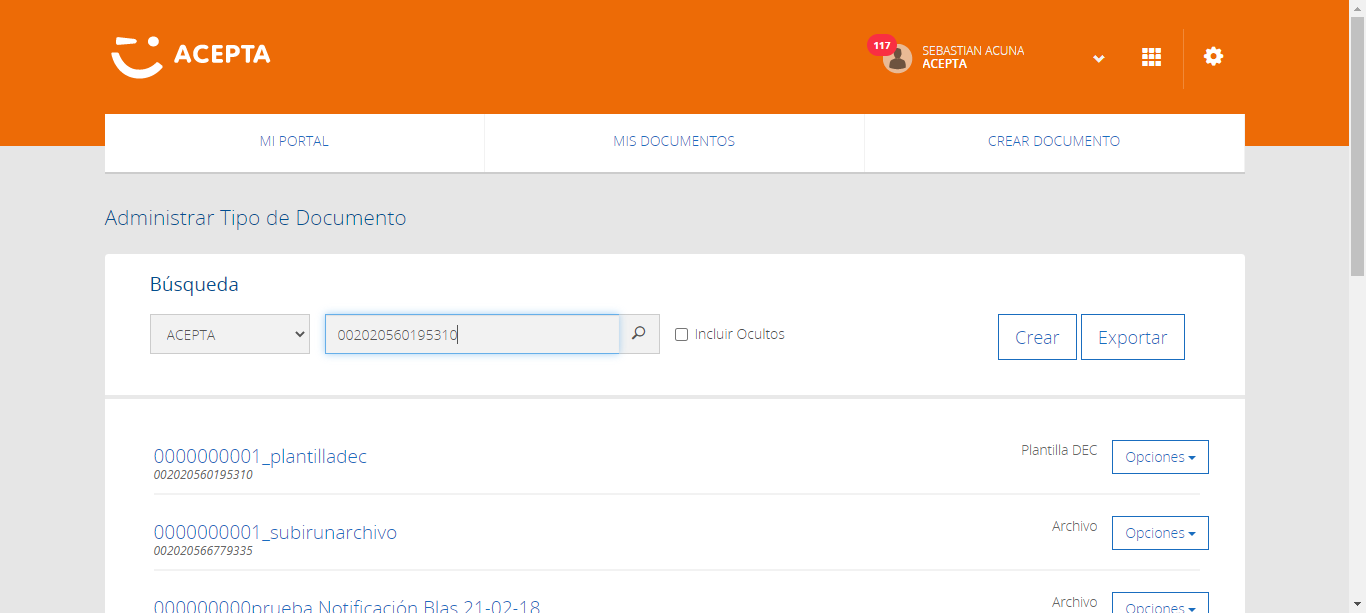 ACEPTA
117
SEBASTIAN ACUNA
ACEPTA
MI PORTAL
MIS DOCUMENTOS
CREAR DOCUMENTO
Administrar Tipo de Documento
Búsqueda
ACEPTA
002020560195310
Incluir Ocultos
Crear
Exportar
0000000001_plantilladec
002020560195310
Plantilla DEC
Opciones
0000000001_subirunarchivo
002020566779335
Archivo
Opciones
000000000prueba Notificación Blas 21-02-18
Archivo
Opciones